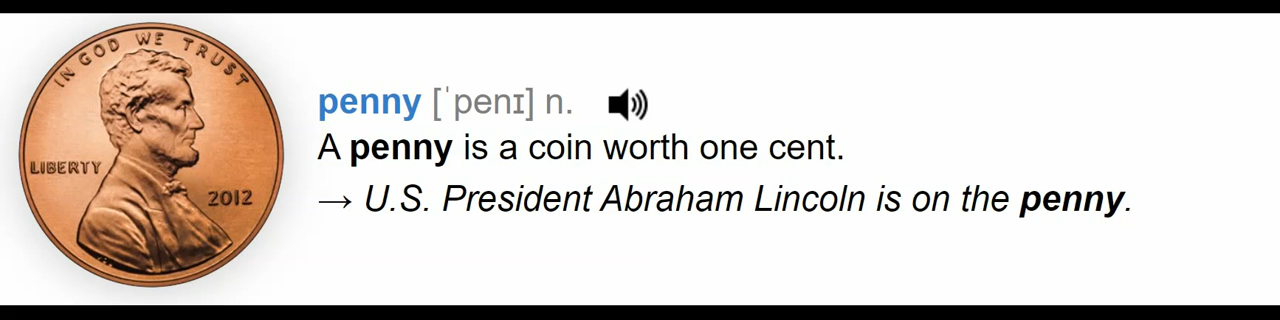 IN GOD WE TRUST
LIBERTY
2012
penny [ˈpenɪ] n.
A penny is a coin worth one cent.
→ U.S. President Abraham Lincoln is on the penny.